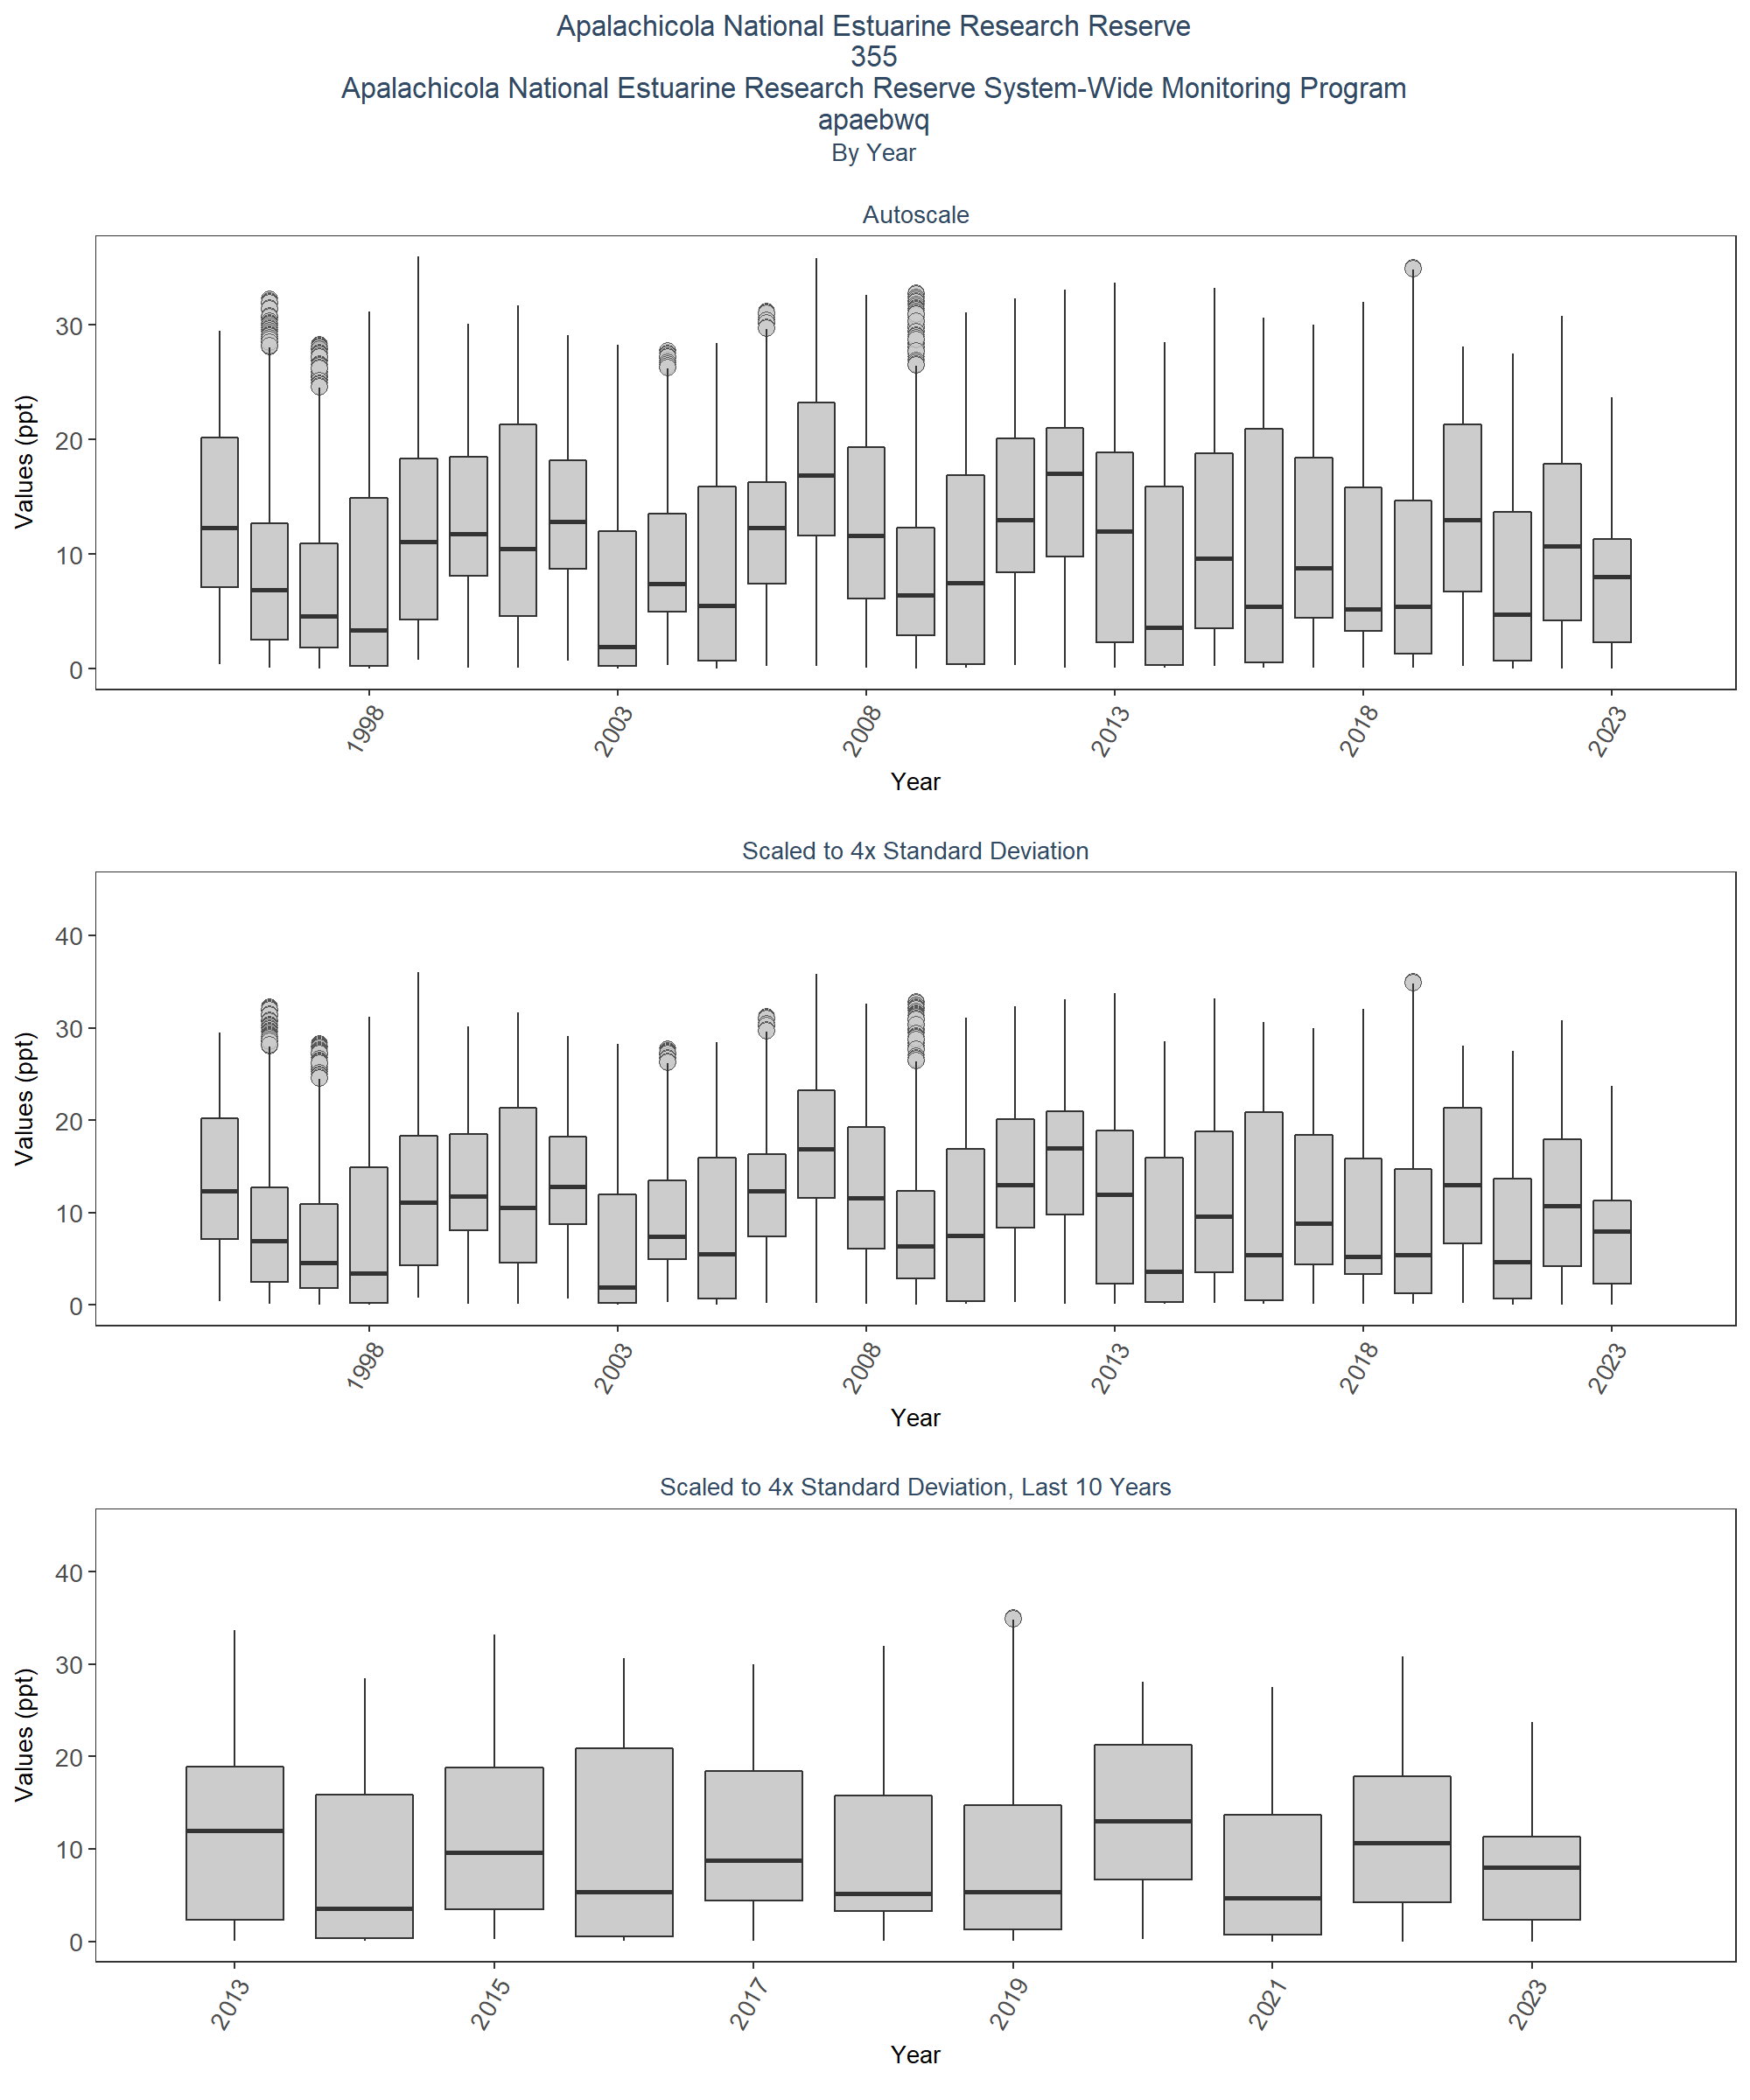 Apalachicola National Estuarine Research Reserve
355
Apalachicola National Estuarine Research Reserve System-Wide Monitoring Program
apaebwq
By Year
Autoscale
Values (ppt)
30
20
10
0
1998 2003 2008 2013 2018 2023
Year
Scaled to 4x Standard Deviation
Values (ppt)
40
30
20
10
0
1998 2003 2008 2013 2018 2023
Year
Scaled to 4x Standard Deviation, Last 10 Years
Values (ppt)
40
30
20
10
0
2013 2015 2017 2019 2021 2023
Year